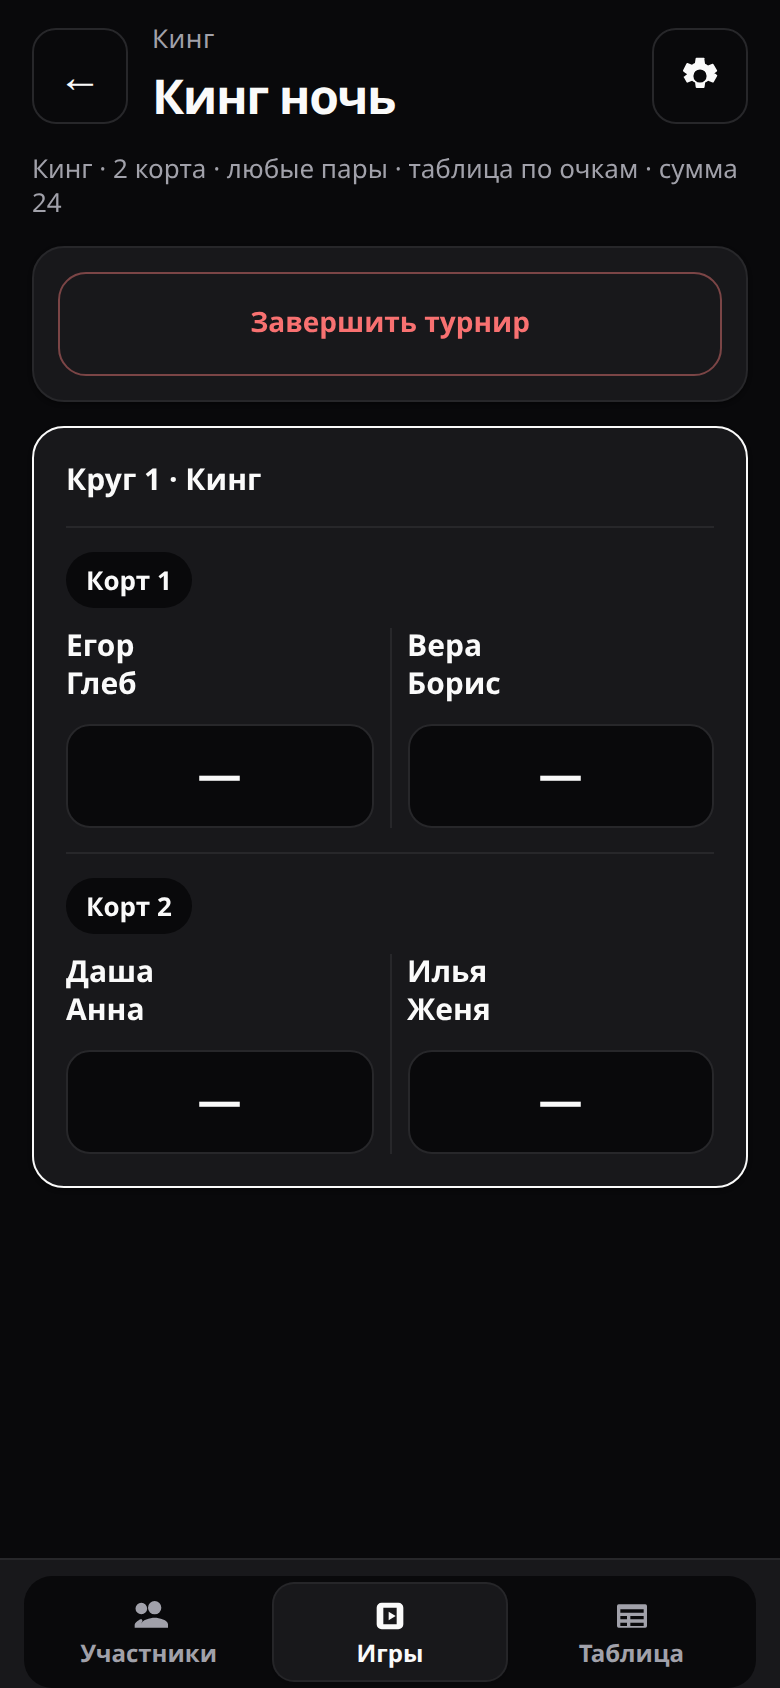 ←
Кинг
Кинг ночь
Кинг · 2 корта · любые пары · таблица по очкам · сумма
24
Завершить турнир
Круг 1 · Кинг
Корт 1
Егор
Глеб
Вера
Борис
—
—
Корт 2
Даша
Анна
Илья
Женя
—
—
Участники
Игры
Таблица